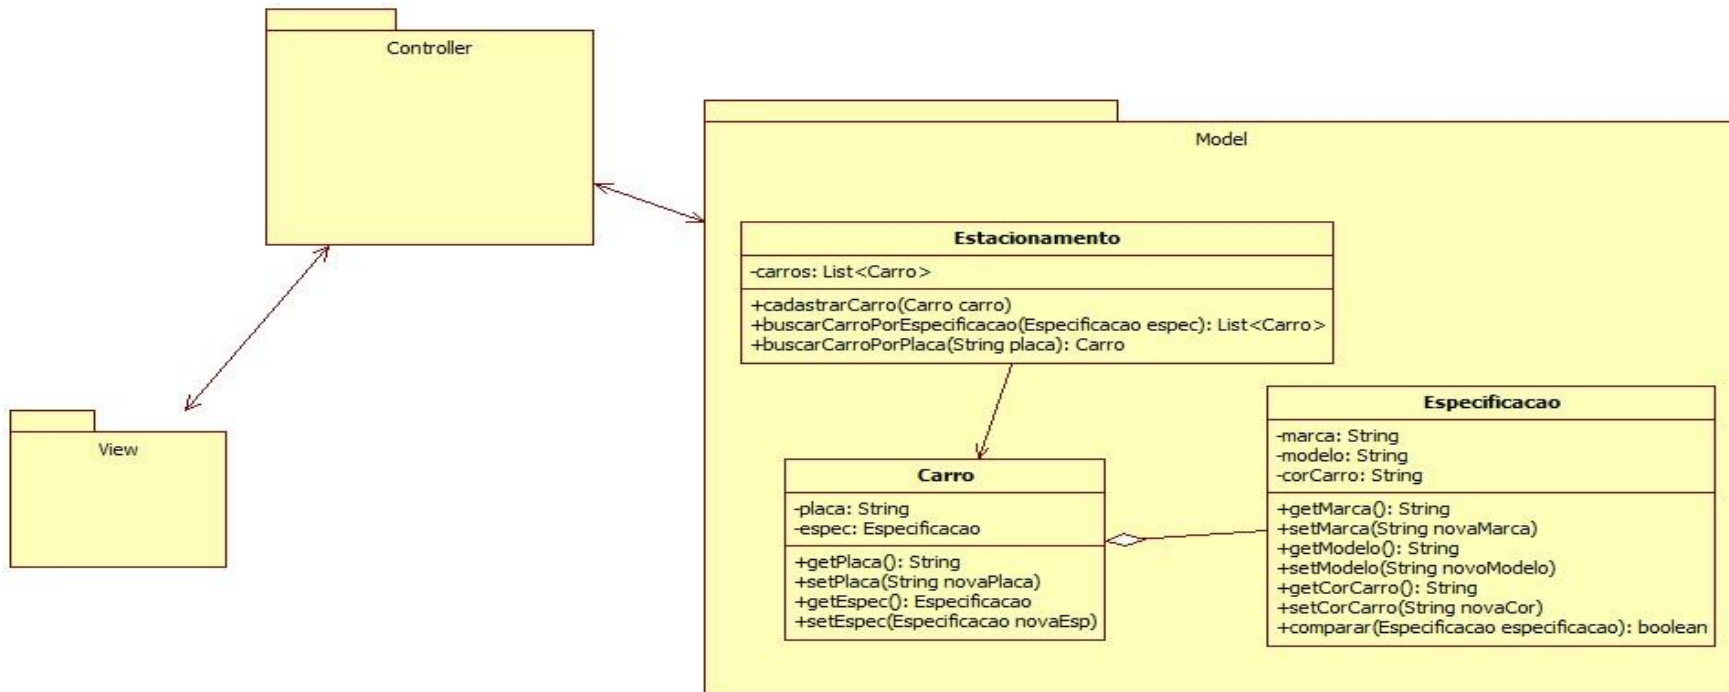 Controller
Model
Estacionamento
-carros: List<Carro>
+cadastrarCarro(Carro carro)
+buscarCarroPorEspecificacao(Especificacao espec): List<Carro>
+buscarCarroPorPlaca(String placa): Carro
View
Carro
-placa: String
-espec: Especificacao
+getPlaca(): String
+setPlaca(String novaPlaca)
+getEspec(): Especificacao
+setEspec(Especificacao novaEsp)
Especificacao
-marca: String
-modelo: String
-corCarro: String
+getMarca(): String
+setMarca(String novaMarca)
+getModelo(): String
+setModelo(String novoModelo)
+getCorCarro(): String
+setCorCarro(String novaCor)
+comparar(Especificacao especificacao): boolean